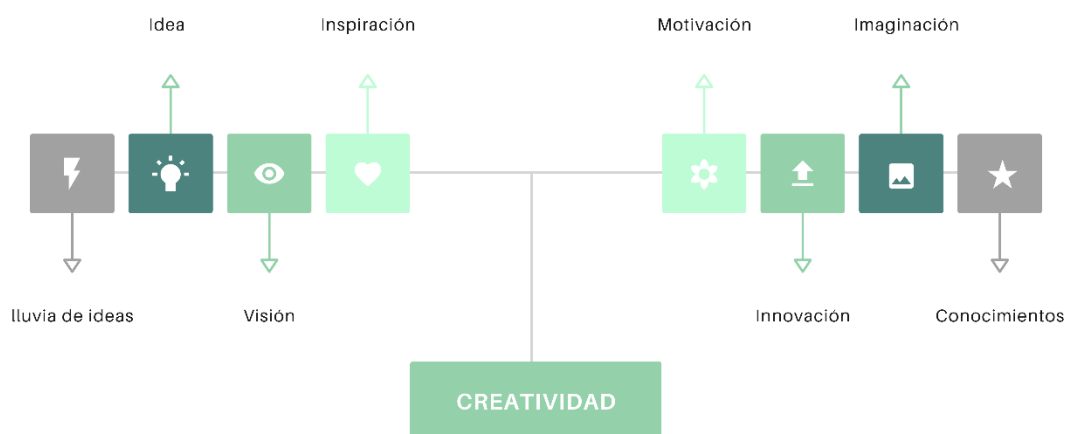 Idea
Inspiración
Motivación
Imaginación
lluvia de ideas
Visión
Innovación
Conocimientos
CREATIVIDAD